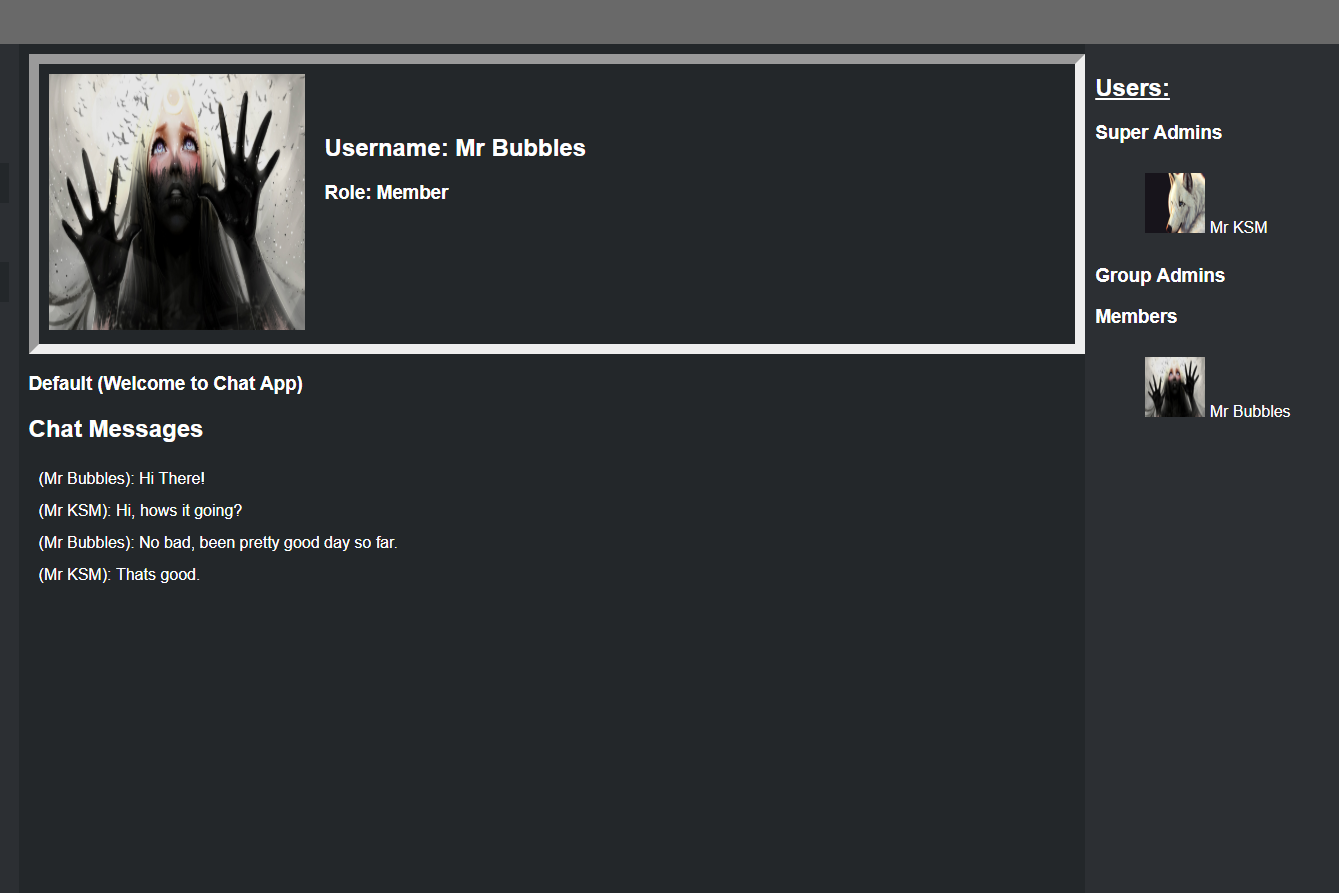 Username: Mr Bubbles
Role: Member
Default (Welcome to Chat App)
Chat Messages
(Mr Bubbles): Hi There!
(Mr KSM): Hi, hows it going?
(Mr Bubbles): No bad, been pretty good day so far.
(Mr KSM): Thats good.
Users:
Super Admins
Mr KSM
Group Admins
Members
Mr Bubbles